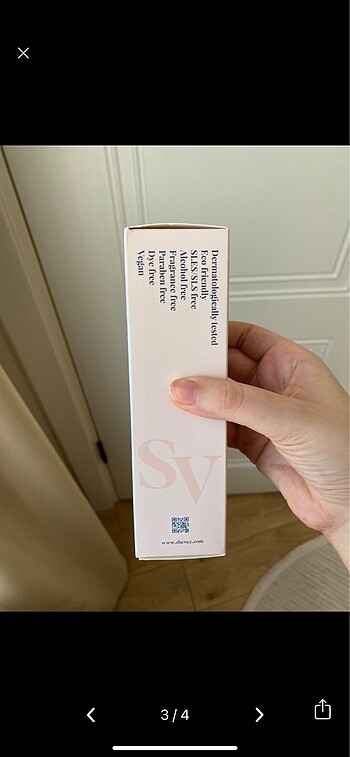 Dermatologically tested
Eco friendly
SLES/SLS free
Alcohol free
Fragrance free
Paraben free
Dye free
Vegan
SV
www.shevee.com
3/4